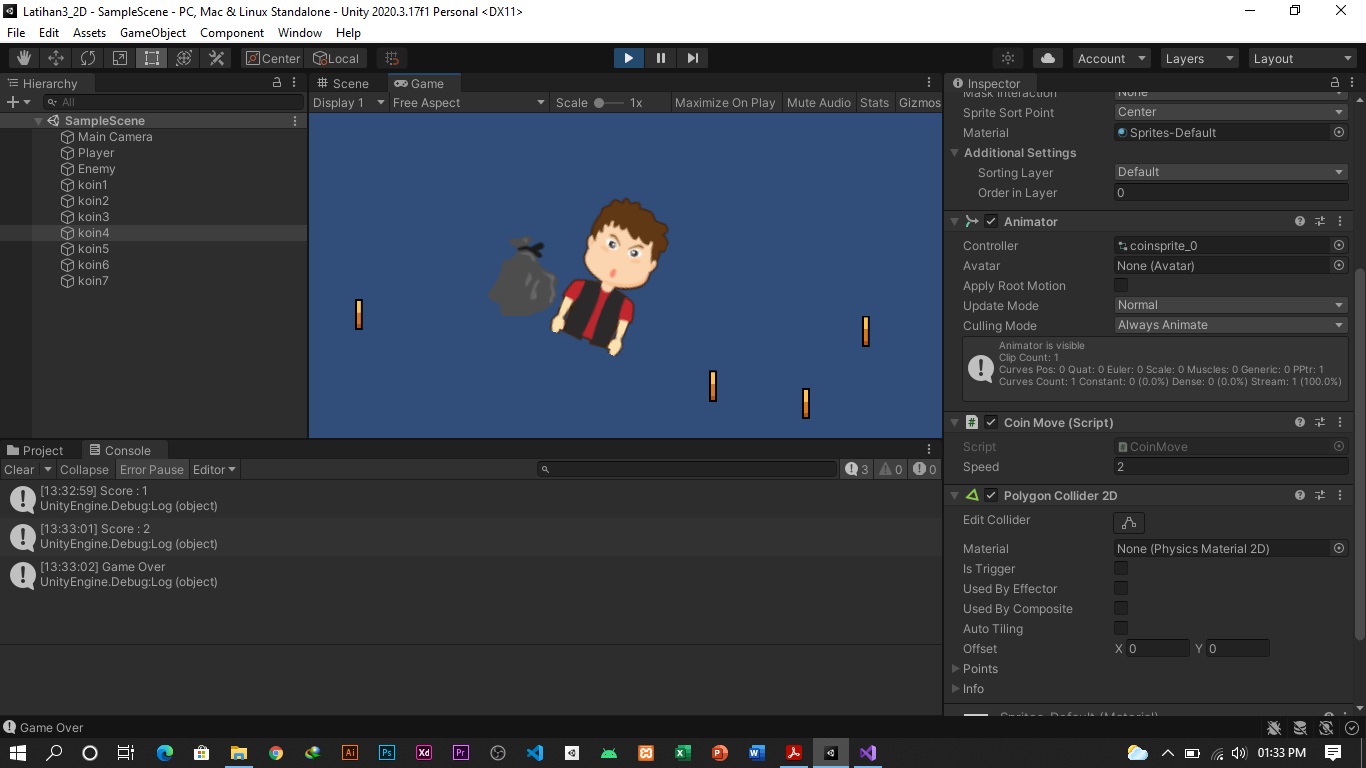 Latihan3_2D - SampleScene - PC, Mac & Linux Standalone - Unity 2020.3.17f1 Personal <DX11>
File Edit Assets GameObject Component Window Help
Center Local Account Layers Layout
Hierarchy
All
SampleScene
Main Camera
Player
Enemy
koin1
koin2
koin3
koin4
koin5
koin6
koin7
Scene Game
Display 1 Free Aspect Scale 1x Maximize On Play Mute Audio Stats Gizmos
Project Console
Clear Collapse Error Pause Editor 3 0 0
[13:32:59] Score : 1
UnityEngine.Debug:Log (object)
[13:33:01] Score : 2
UnityEngine.Debug:Log (object)
[13:33:02] Game Over
UnityEngine.Debug:Log (object)
Inspector
Mask Interaction None
Sprite Sort Point Center
Material Sprites-Default
Additional Settings
Sorting Layer Default
Order in Layer 0
Animator
Controller coinsprite_0
Avatar None (Avatar)
Apply Root Motion
Update Mode Normal
Culling Mode Always Animate
Animator is visible
Clip Count: 1
Curves Pos: 0 Quat: 0 Euler: 0 Scale: 0 Muscles: 0 Generic: 0 PPtr: 1
Curves Count: 1 Constant: 0 (0.0%) Dense: 0 (0.0%) Stream: 1 (100.0%)
# Coin Move (Script)
Script CoinMove
Speed 2
Polygon Collider 2D
Edit Collider
Material None (Physics Material 2D)
Is Trigger
Used By Effector
Used By Composite
Auto Tiling
Offset X 0 Y 0
Points
Info
Sprites-Default (Material)
Game Over
Ai Ps Xd Pr
01:33 PM